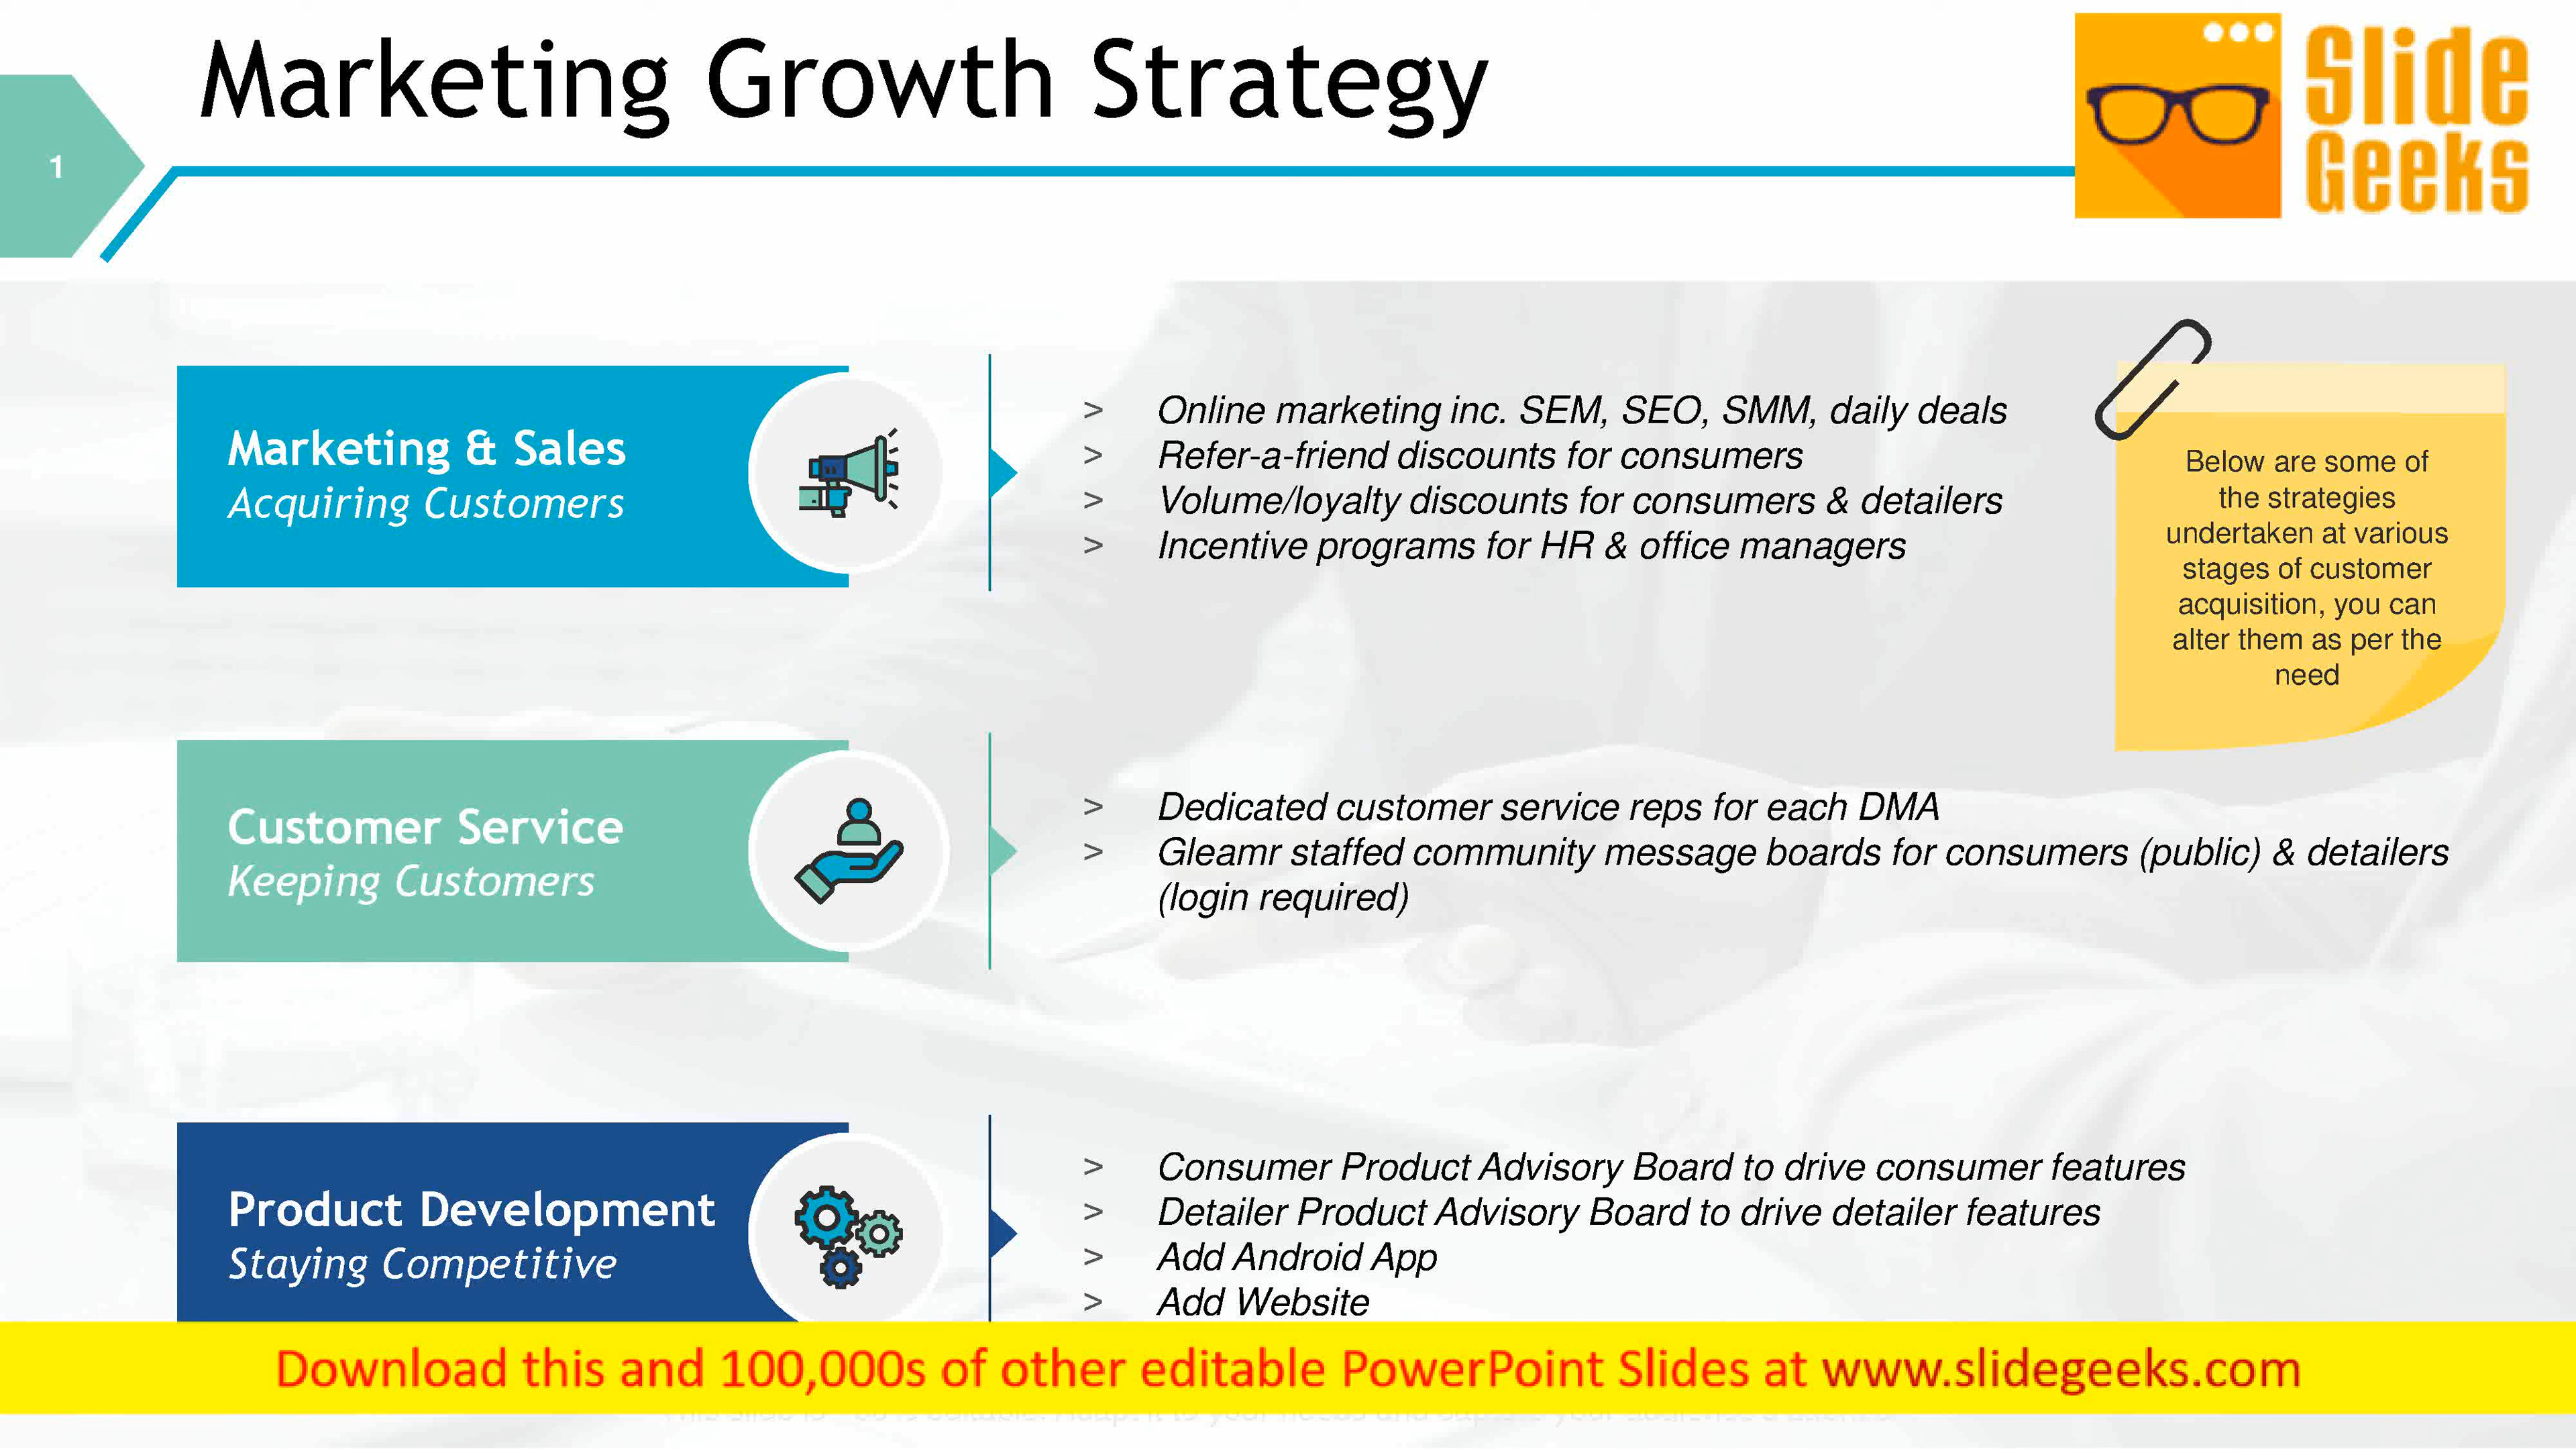 Marketing Growth Strategy
Slide
Geeks
1
Marketing & Sales
Acquiring Customers
> Online marketing inc. SEM, SEO, SMM, daily deals
> Refer-a-friend discounts for consumers
> Volume/loyalty discounts for consumers & detailers
> Incentive programs for HR & office managers
Below are some of
the strategies
undertaken at various
stages of customer
acquisition, you can
alter them as per the
need
Customer Service
Keeping Customers
> Dedicated customer service reps for each DMA
> Gleamr staffed community message boards for consumers (public) & detailers
(login required)
Product Development
Staying Competitive
> Consumer Product Advisory Board to drive consumer features
> Detailer Product Advisory Board to drive detailer features
> Add Android App
> Add Website
Download this and 100,000s of other editable PowerPoint Slides at www.slidegeeks.com